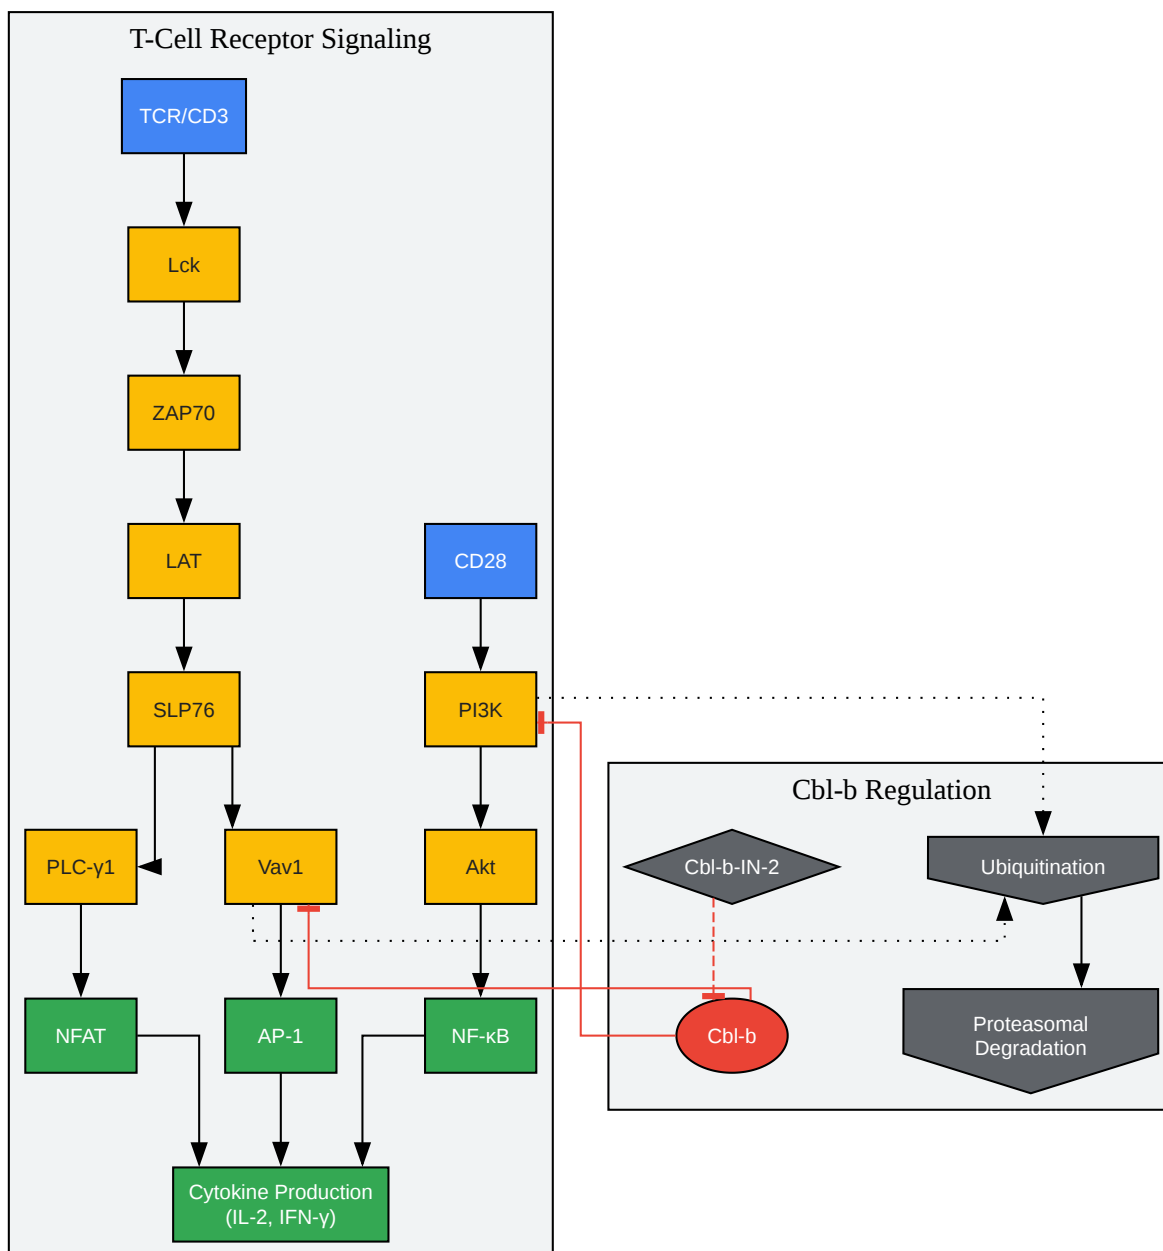 T-Cell Receptor Signaling
TCR/CD3
Lck
ZAP70
LAT
CD28
SLP76
PI3K
Cbl-b Regulation
PLC-γ1
Vav1
Akt
Cbl-b-IN-2
Ubiquitination
NFAT
AP-1
NF-κB
Cbl-b
Proteasomal
Degradation
Cytokine Production
(IL-2, IFN-γ)